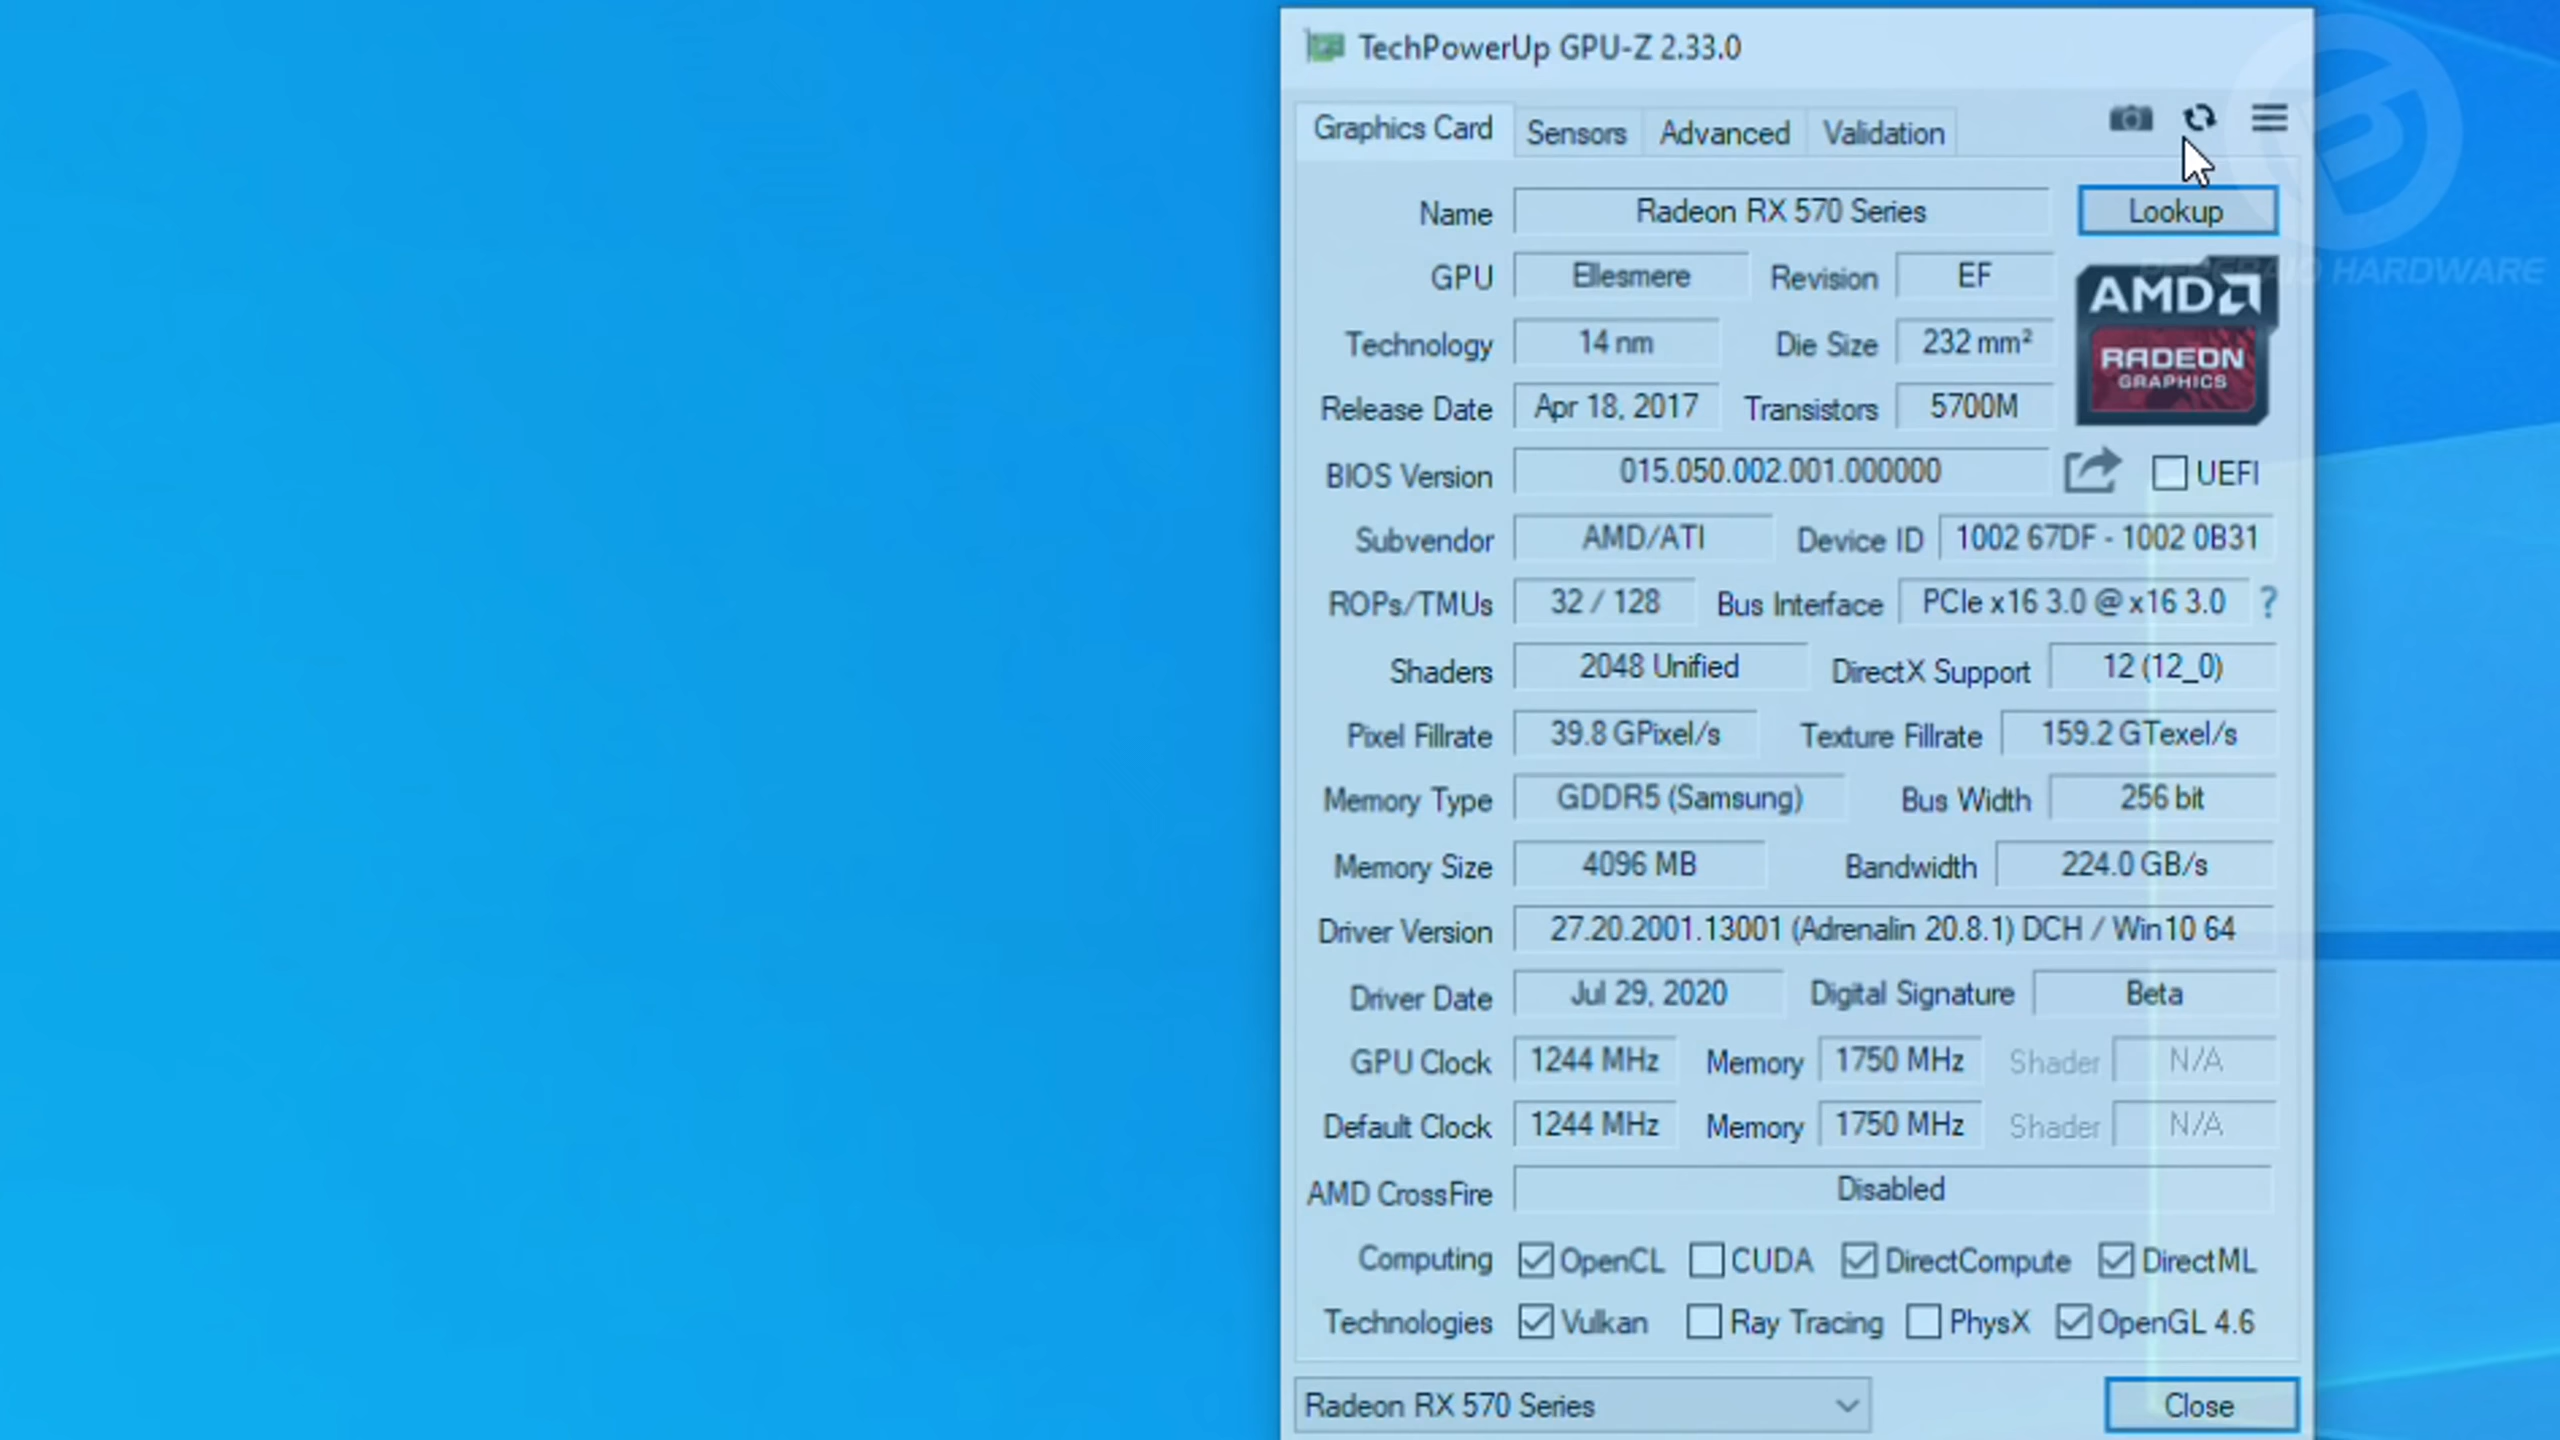 TechPowerUp GPU-Z 2.33.0
Graphics Card Sensors Advanced Validation
Name Radeon RX 570 Series Lookup
GPU Ellesmere Revision EF
HARDWARE
AMD
RADEON
GRAPHICS
Technology 14 nm Die Size 232 mm²
Release Date Apr 18, 2017 Transistors 5700M
BIOS Version 015.050.002.001.000000 UEFI
Subvendor AMD/ATI Device ID 1002 67DF - 1002 0B31
ROPs/TMUs 32 / 128 Bus Interface PCIe x16 3.0 @ x16 3.0 ?
Shaders 2048 Unified DirectX Support 12 (12_0)
Pixel Fillrate 39.8 GPixel/s Texture Fillrate 159.2 GTexel/s
Memory Type GDDR5 (Samsung) Bus Width 256 bit
Memory Size 4096 MB Bandwidth 224.0 GB/s
Driver Version 27.20.2001.13001 (Adrenalin 20.8.1) DCH / Win10 64
Driver Date Jul 29, 2020 Digital Signature Beta
GPU Clock 1244 MHz Memory 1750 MHz Shader N/A
Default Clock 1244 MHz Memory 1750 MHz Shader N/A
AMD CrossFire Disabled
Computing OpenCL CUDA DirectCompute DirectML
Technologies Vulkan Ray Tracing PhysX OpenGL 4.6
Radeon RX 570 Series Close